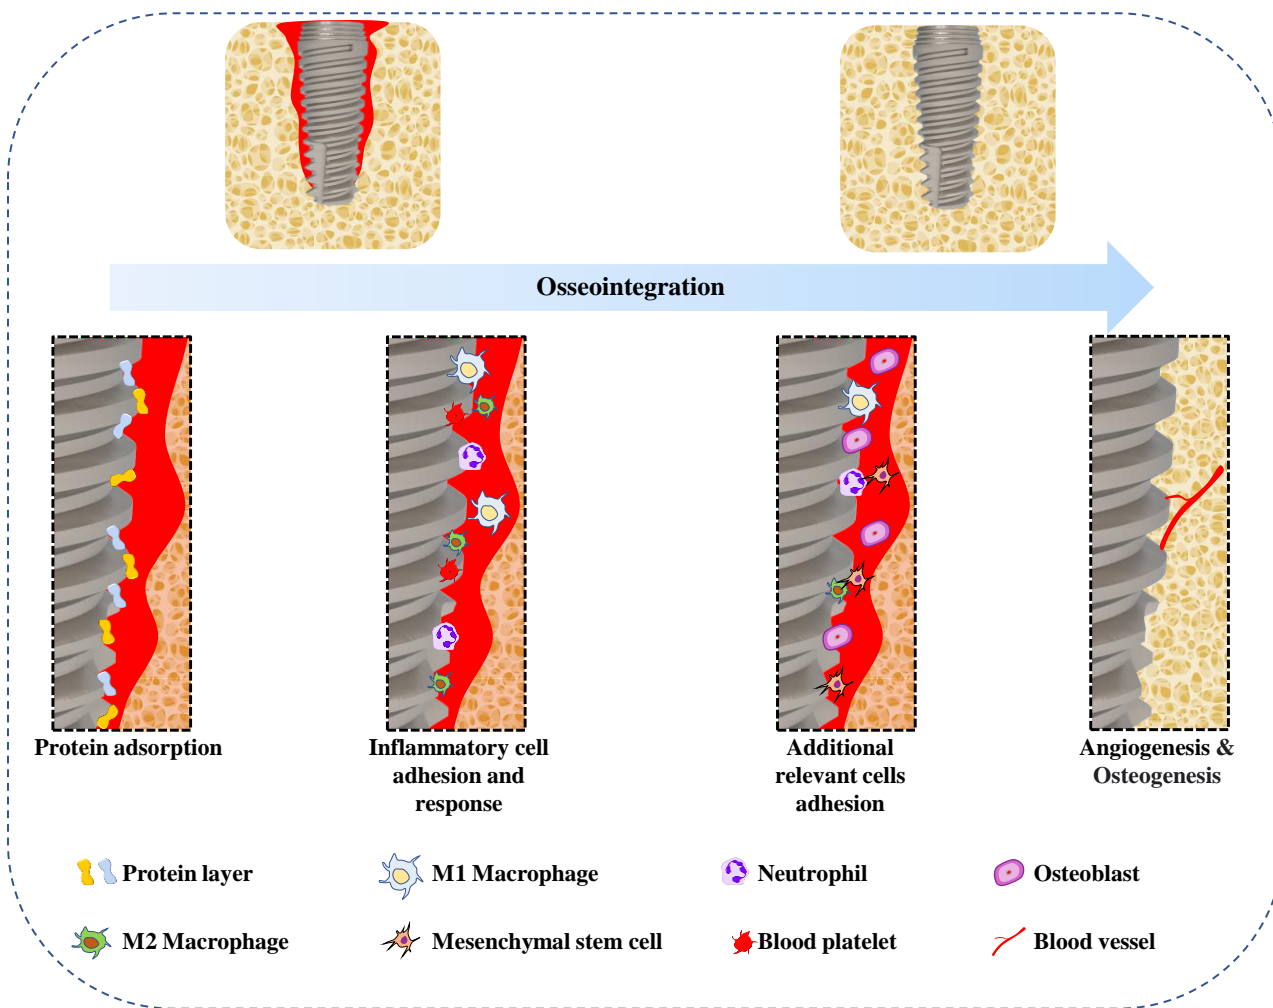 Osseointegration
Protein adsorption
Inflammatory cell
adhesion and
response
Additional
relevant cells
adhesion
Angiogenesis &
Osteogenesis
Protein layer
M1 Macrophage
Neutrophil
Osteoblast
M2 Macrophage
Mesenchymal stem cell
Blood platelet
Blood vessel